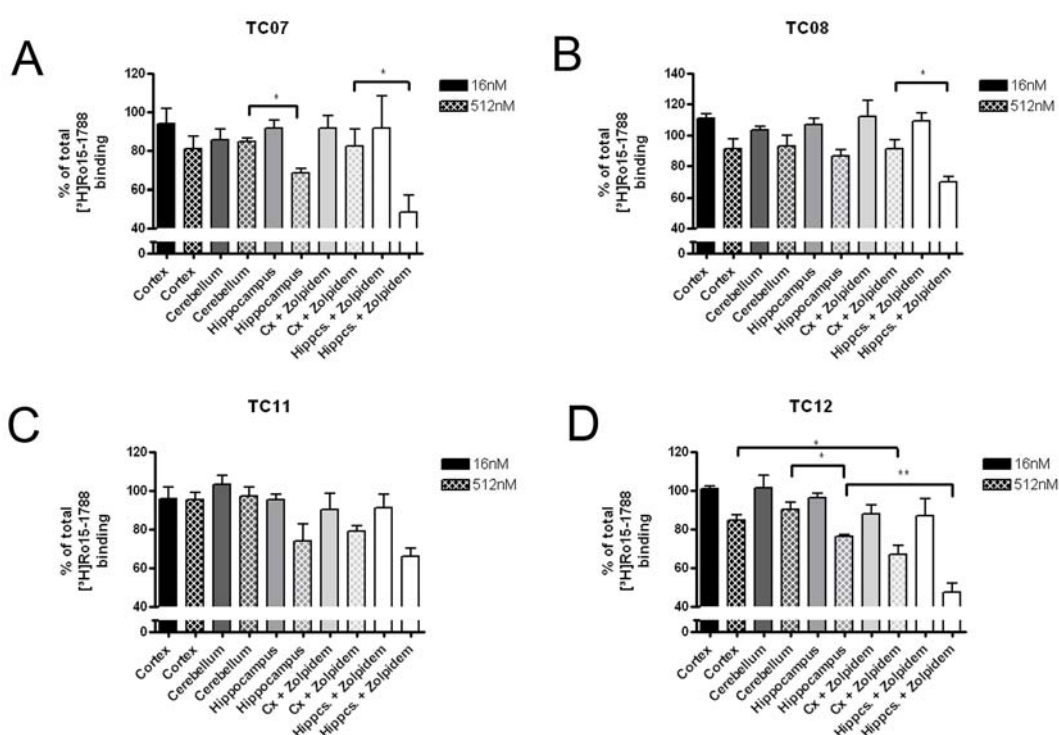 A
TC07
% of total
[³H]Ro15-1788
binding
120
100
80
60
40
0
*
*
16nM
512nM
Cortex
Cortex
Cerebellum
Cerebellum
Hippocampus
Hippocampus
Cx + Zolpidem
Cx + Zolpidem
Hippcs. + Zolpidem
Hippcs. + Zolpidem
B
TC08
% of total
[³H]Ro15-1788
binding
140
120
100
80
60
40
0
*
16nM
512nM
Cortex
Cortex
Cerebellum
Cerebellum
Hippocampus
Hippocampus
Cx + Zolpidem
Cx + Zolpidem
Hippcs. + Zolpidem
Hippcs. + Zolpidem
C
TC11
% of total
[³H]Ro15-1788
binding
120
100
80
60
40
0
16nM
512nM
Cortex
Cortex
Cerebellum
Cerebellum
Hippocampus
Hippocampus
Cx + Zolpidem
Cx + Zolpidem
Hippcs. + Zolpidem
Hippcs. + Zolpidem
D
TC12
% of total
[³H]Ro15-1788
binding
120
100
80
60
40
0
*
*
**
16nM
512nM
Cortex
Cortex
Cerebellum
Cerebellum
Hippocampus
Hippocampus
Cx + Zolpidem
Cx + Zolpidem
Hippcs. + Zolpidem
Hippcs. + Zolpidem